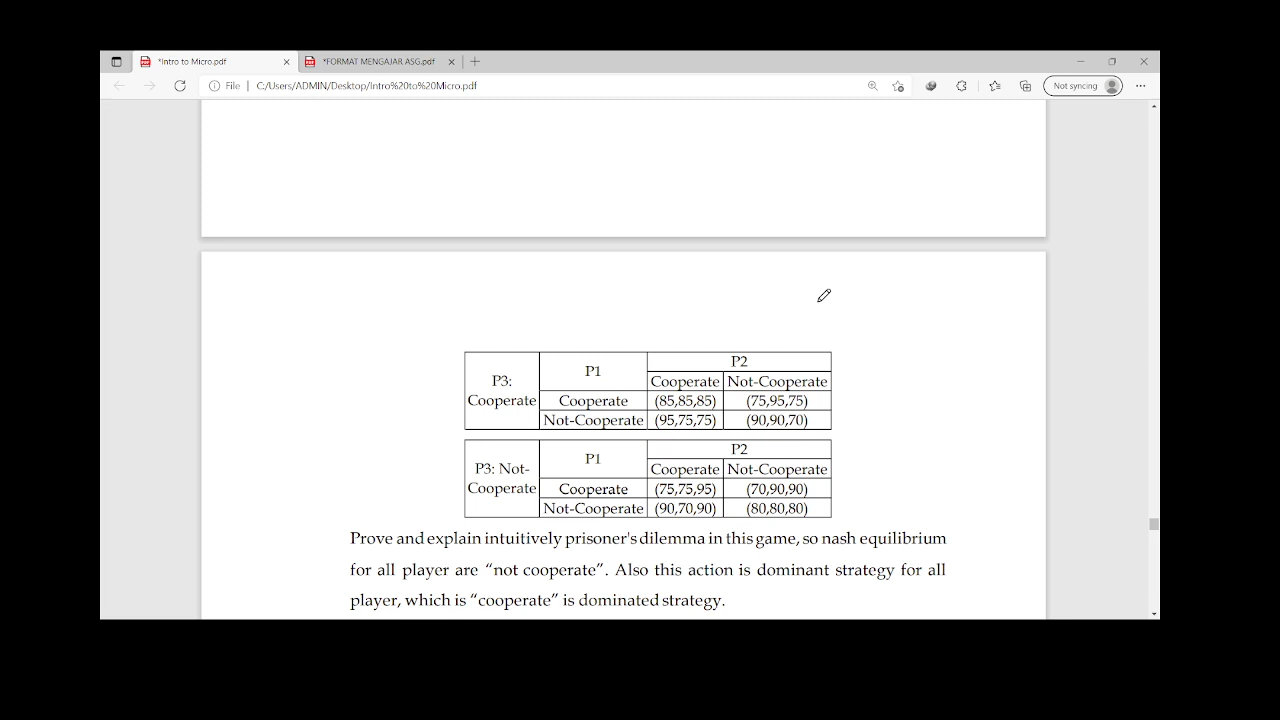 *Intro to Micro.pdf
*FORMAT MENGAJAR ASG.pdf
File
C:/Users/ADMIN/Desktop/Intro%20to%20Micro.pdf
Not syncing
P3: Cooperate P1 P2
Cooperate Not-Cooperate
Cooperate (85,85,85) (75,95,75)
Not-Cooperate (95,75,75) (90,90,70)
P3: Not-Cooperate P1 P2
Cooperate Not-Cooperate
Cooperate (75,75,95) (70,90,90)
Not-Cooperate (90,70,90) (80,80,80)
Prove and explain intuitively prisoner's dilemma in this game, so nash equilibrium
for all player are “not cooperate”. Also this action is dominant strategy for all
player, which is “cooperate” is dominated strategy.